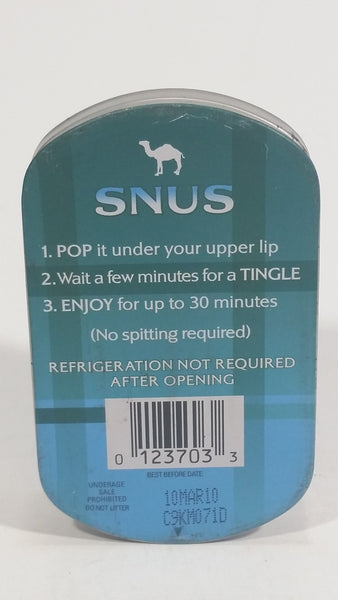 SNUS
1. POP it under your upper lip
2. Wait a few minutes for a TINGLE
3. ENJOY for up to 30 minutes
(No spitting required)
REFRIGERATION NOT REQUIRED
AFTER OPENING
0 123703 3
BEST BEFORE DATE
UNDERAGE
SALE
PROHIBITED
DO NOT LITTER
10MAR10
C9KM071D